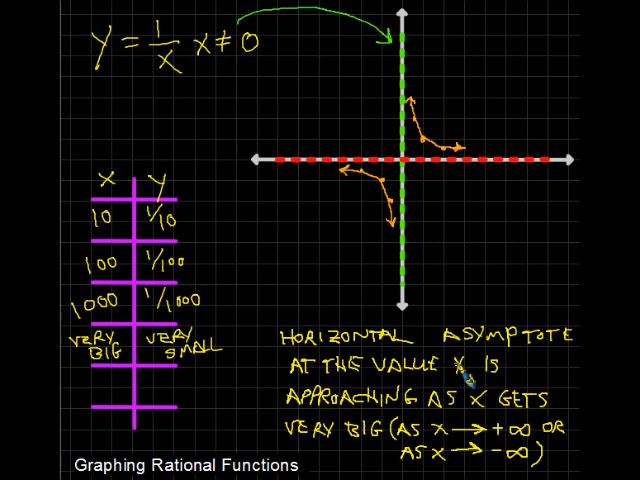 Y = 1/X X ≠ 0
X Y
10 1/10
100 1/100
1000 1/1000
VERY BIG VERY SMALL
HORIZONTAL ASYMPTOTE
AT THE VALUE Y IS
APPROACHING AS X GETS
VERY BIG (AS X → +∞ OR
AS X → -∞)
Graphing Rational Functions